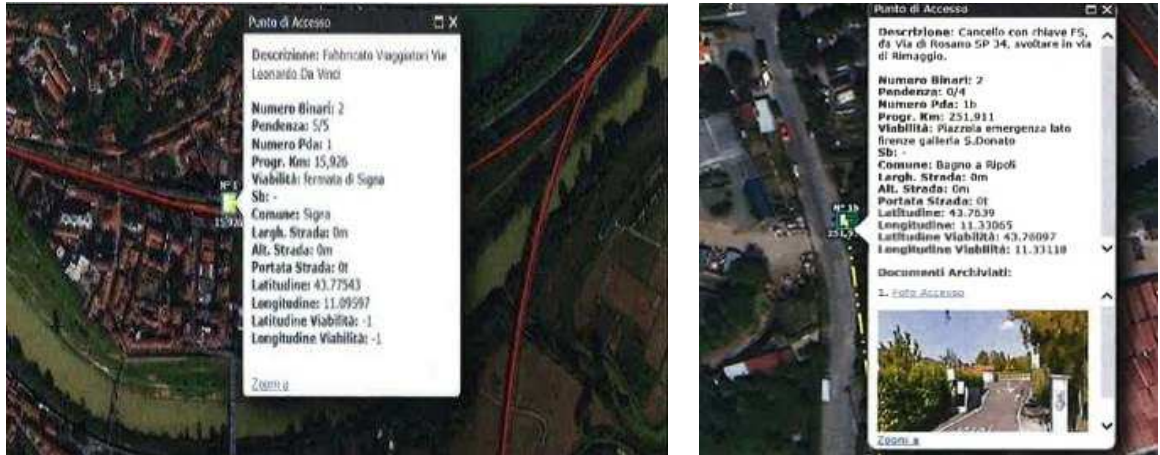 Punto di Accesso
Descrizione: Fabbricato Viaggiatori Via
Leonardo Da Vinci
Numero Binari: 2
Pendenza: 5/5
Numero Pda: 1
Progr. Km: 15,926
Viabilità: fermata di Signa
Sb: -
Comune: Signa
Largh. Strada: 0m
Alt. Strada: 0m
Portata Strada: 0t
Latitudine: 43.77543
Longitudine: 11.09597
Latitudine Viabilità: -1
Longitudine Viabilità: -1
Zoom a
N° 1
Punto di Accesso
Descrizione: Cancello con chiave FS,
da Via di Rosano SP 34, svoltare in via
di Rimaggio.
Numero Binari: 2
Pendenza: 0/4
Numero Pda: 1b
Progr. Km: 251,911
Viabilità: Piazzola emergenza lato
firenze galleria S.Donato
Sb: -
Comune: Bagno a Ripoli
Largh. Strada: 0m
Alt. Strada: 0m
Portata Strada: 0t
Latitudine: 43.7639
Longitudine: 11.33065
Latitudine Viabilità: 43.76097
Longitudine Viabilità: 11.33118
Documenti Archiviati:
1. Foto Accesso
Zoom a
N° 1b